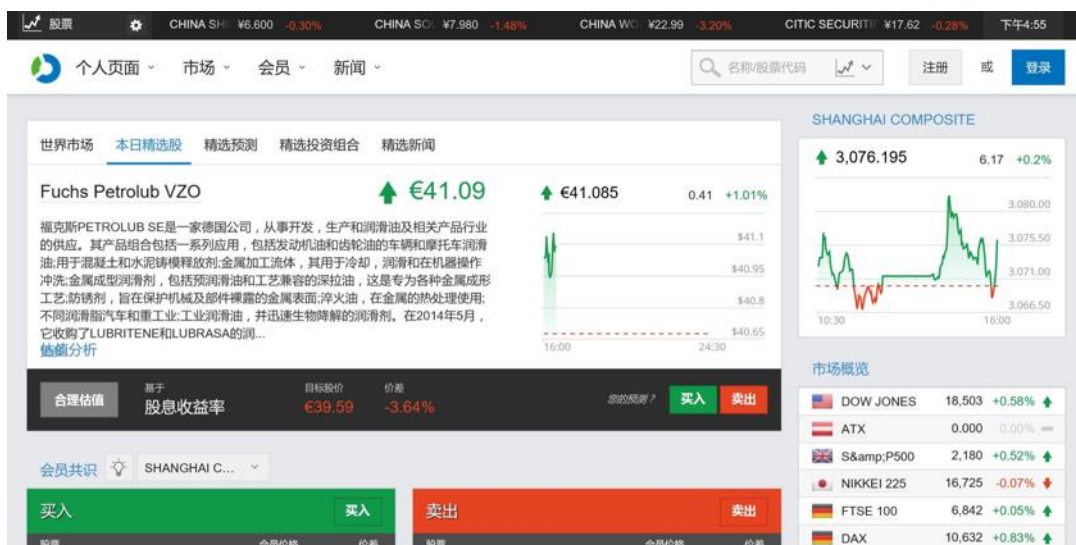 股票 CHINA SH ¥6.600 -0.30% CHINA SO ¥7.980 -1.48% CHINA WO ¥22.99 -3.20% CITIC SECURITI ¥17.62 -0.28% 下午4:55
个人页面 市场 会员 新闻 名称/股票代码 注册 或 登录
世界市场 本日精选股 精选预测 精选投资组合 精选新闻
Fuchs Petrolub VZO €41.09
福克斯PETROLUB SE是一家德国公司，从事开发，生产和润滑油及相关产品行业
的供应。其产品组合包括一系列应用，包括发动机油和齿轮油的车辆和摩托车润滑
油;用于混凝土和水泥铸模释放剂;金属加工流体，其用于冷却，润滑和在机器操作
冲洗;金属成型润滑剂，包括预润滑油和工艺兼容的深拉油，这是专为各种金属成形
工艺;防锈剂，旨在保护机械及部件裸露的金属表面;淬火油，在金属的热处理使用;
不同润滑脂汽车和重工业;工业润滑油，并迅速生物降解的润滑剂。在2014年5月，
它收购了LUBRITENE和LUBRASA的润...
估值分析
€41.085 0.41 +1.01%
$41.1
$40.95
$40.8
$40.65
16:00 24:30
合理估值 基于 目标股价 价差
股息收益率 €39.59 -3.64%
您的预测？ 买入 卖出
会员共识 SHANGHAI C...
买入 买入 卖出 卖出
股票 会员价格 价差 股票 会员价格 价差
SHANGHAI COMPOSITE
3,076.195 6.17 +0.2%
3,080.00
3,075.50
3,071.00
3,066.50
10:30 16:00
市场概览
DOW JONES 18,503 +0.58%
ATX 0.000 0.00%
S&amp;P500 2,180 +0.52%
NIKKEI 225 16,725 -0.07%
FTSE 100 6,842 +0.05%
DAX 10,632 +0.83%